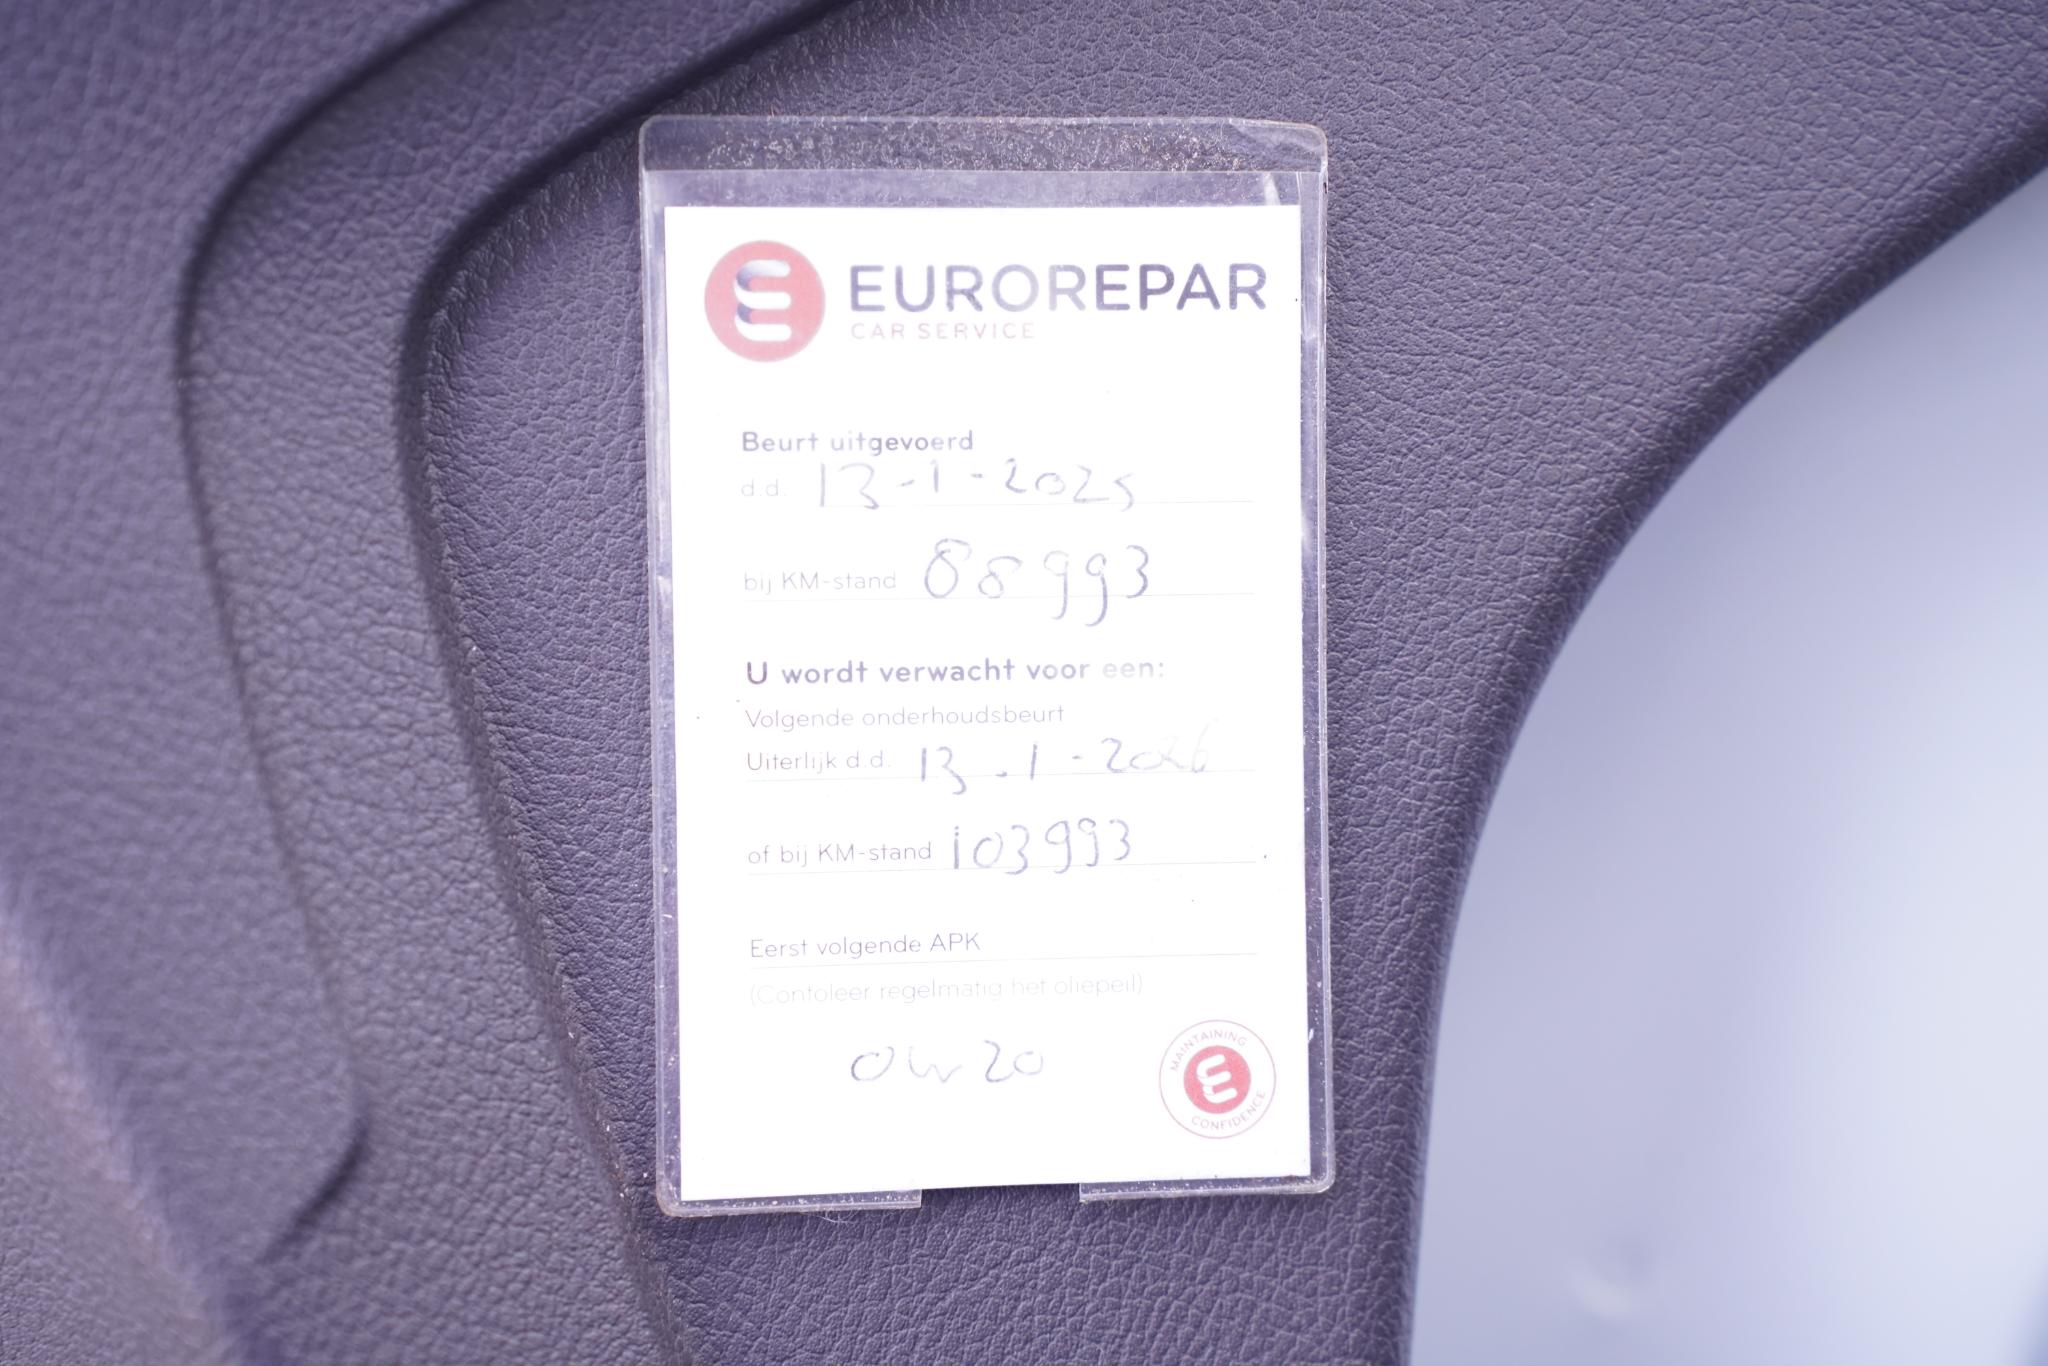 EUROREPAR
CAR SERVICE
Beurt uitgevoerd
d.d. 13-1-2025
bij KM-stand 88993
U wordt verwacht voor een:
Volgende onderhoudsbeurt
Uiterlijk d.d. 13-1-2026
of bij KM-stand 103993
Eerst volgende APK
(Contoleer regelmatig het oliepeil)
0w20
MAINTAINING
CONFIDENCE